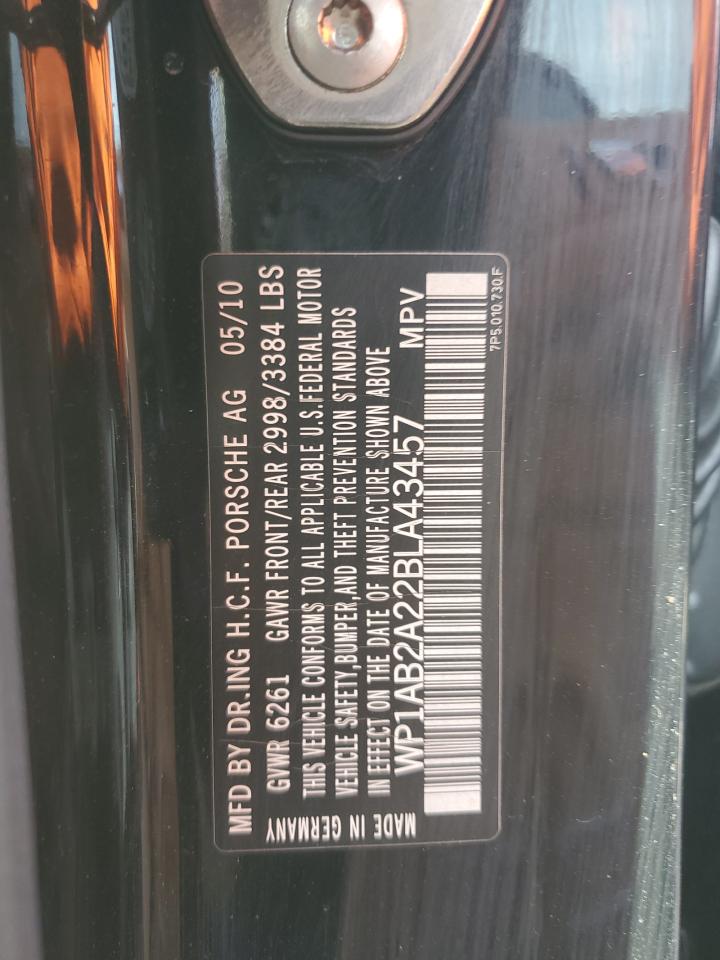 MFD BY DR.ING H.C.F. PORSCHE AG 05/10
GVWR 6261 GAWR FRONT/REAR 2998/3384 LBS
THIS VEHICLE CONFORMS TO ALL APPLICABLE U.S.FEDERAL MOTOR
VEHICLE SAFETY,BUMPER,AND THEFT PREVENTION STANDARDS
IN EFFECT ON THE DATE OF MANUFACTURE SHOWN ABOVE
MADE IN GERMANY WP1AB2A22BLA43457 MPV
7P5.010.730.F